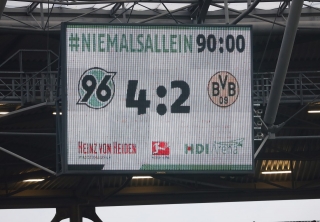 #NIEMALSALLEIN 90:00
96 4:2 BVB 09
HEINZ VON HEIDEN HDI